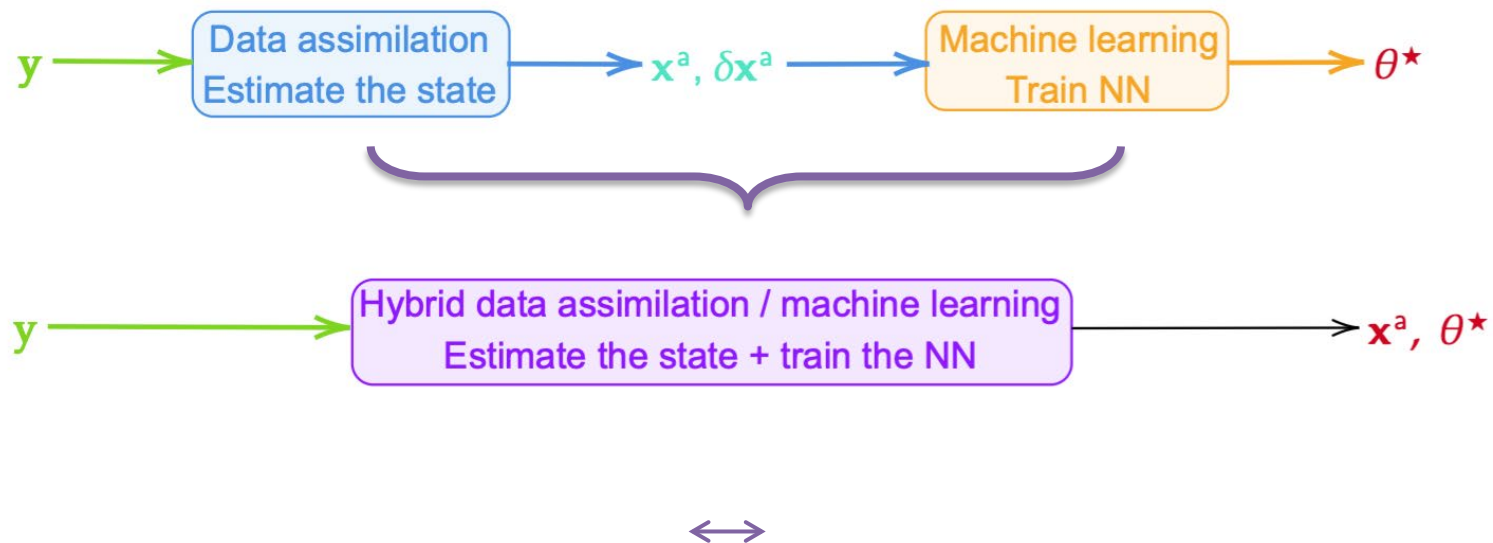 y
Data assimilation
Estimate the state
xᵃ, δxᵃ
Machine learning
Train NN
θ★
y
Hybrid data assimilation / machine learning
Estimate the state + train the NN
xᵃ, θ★